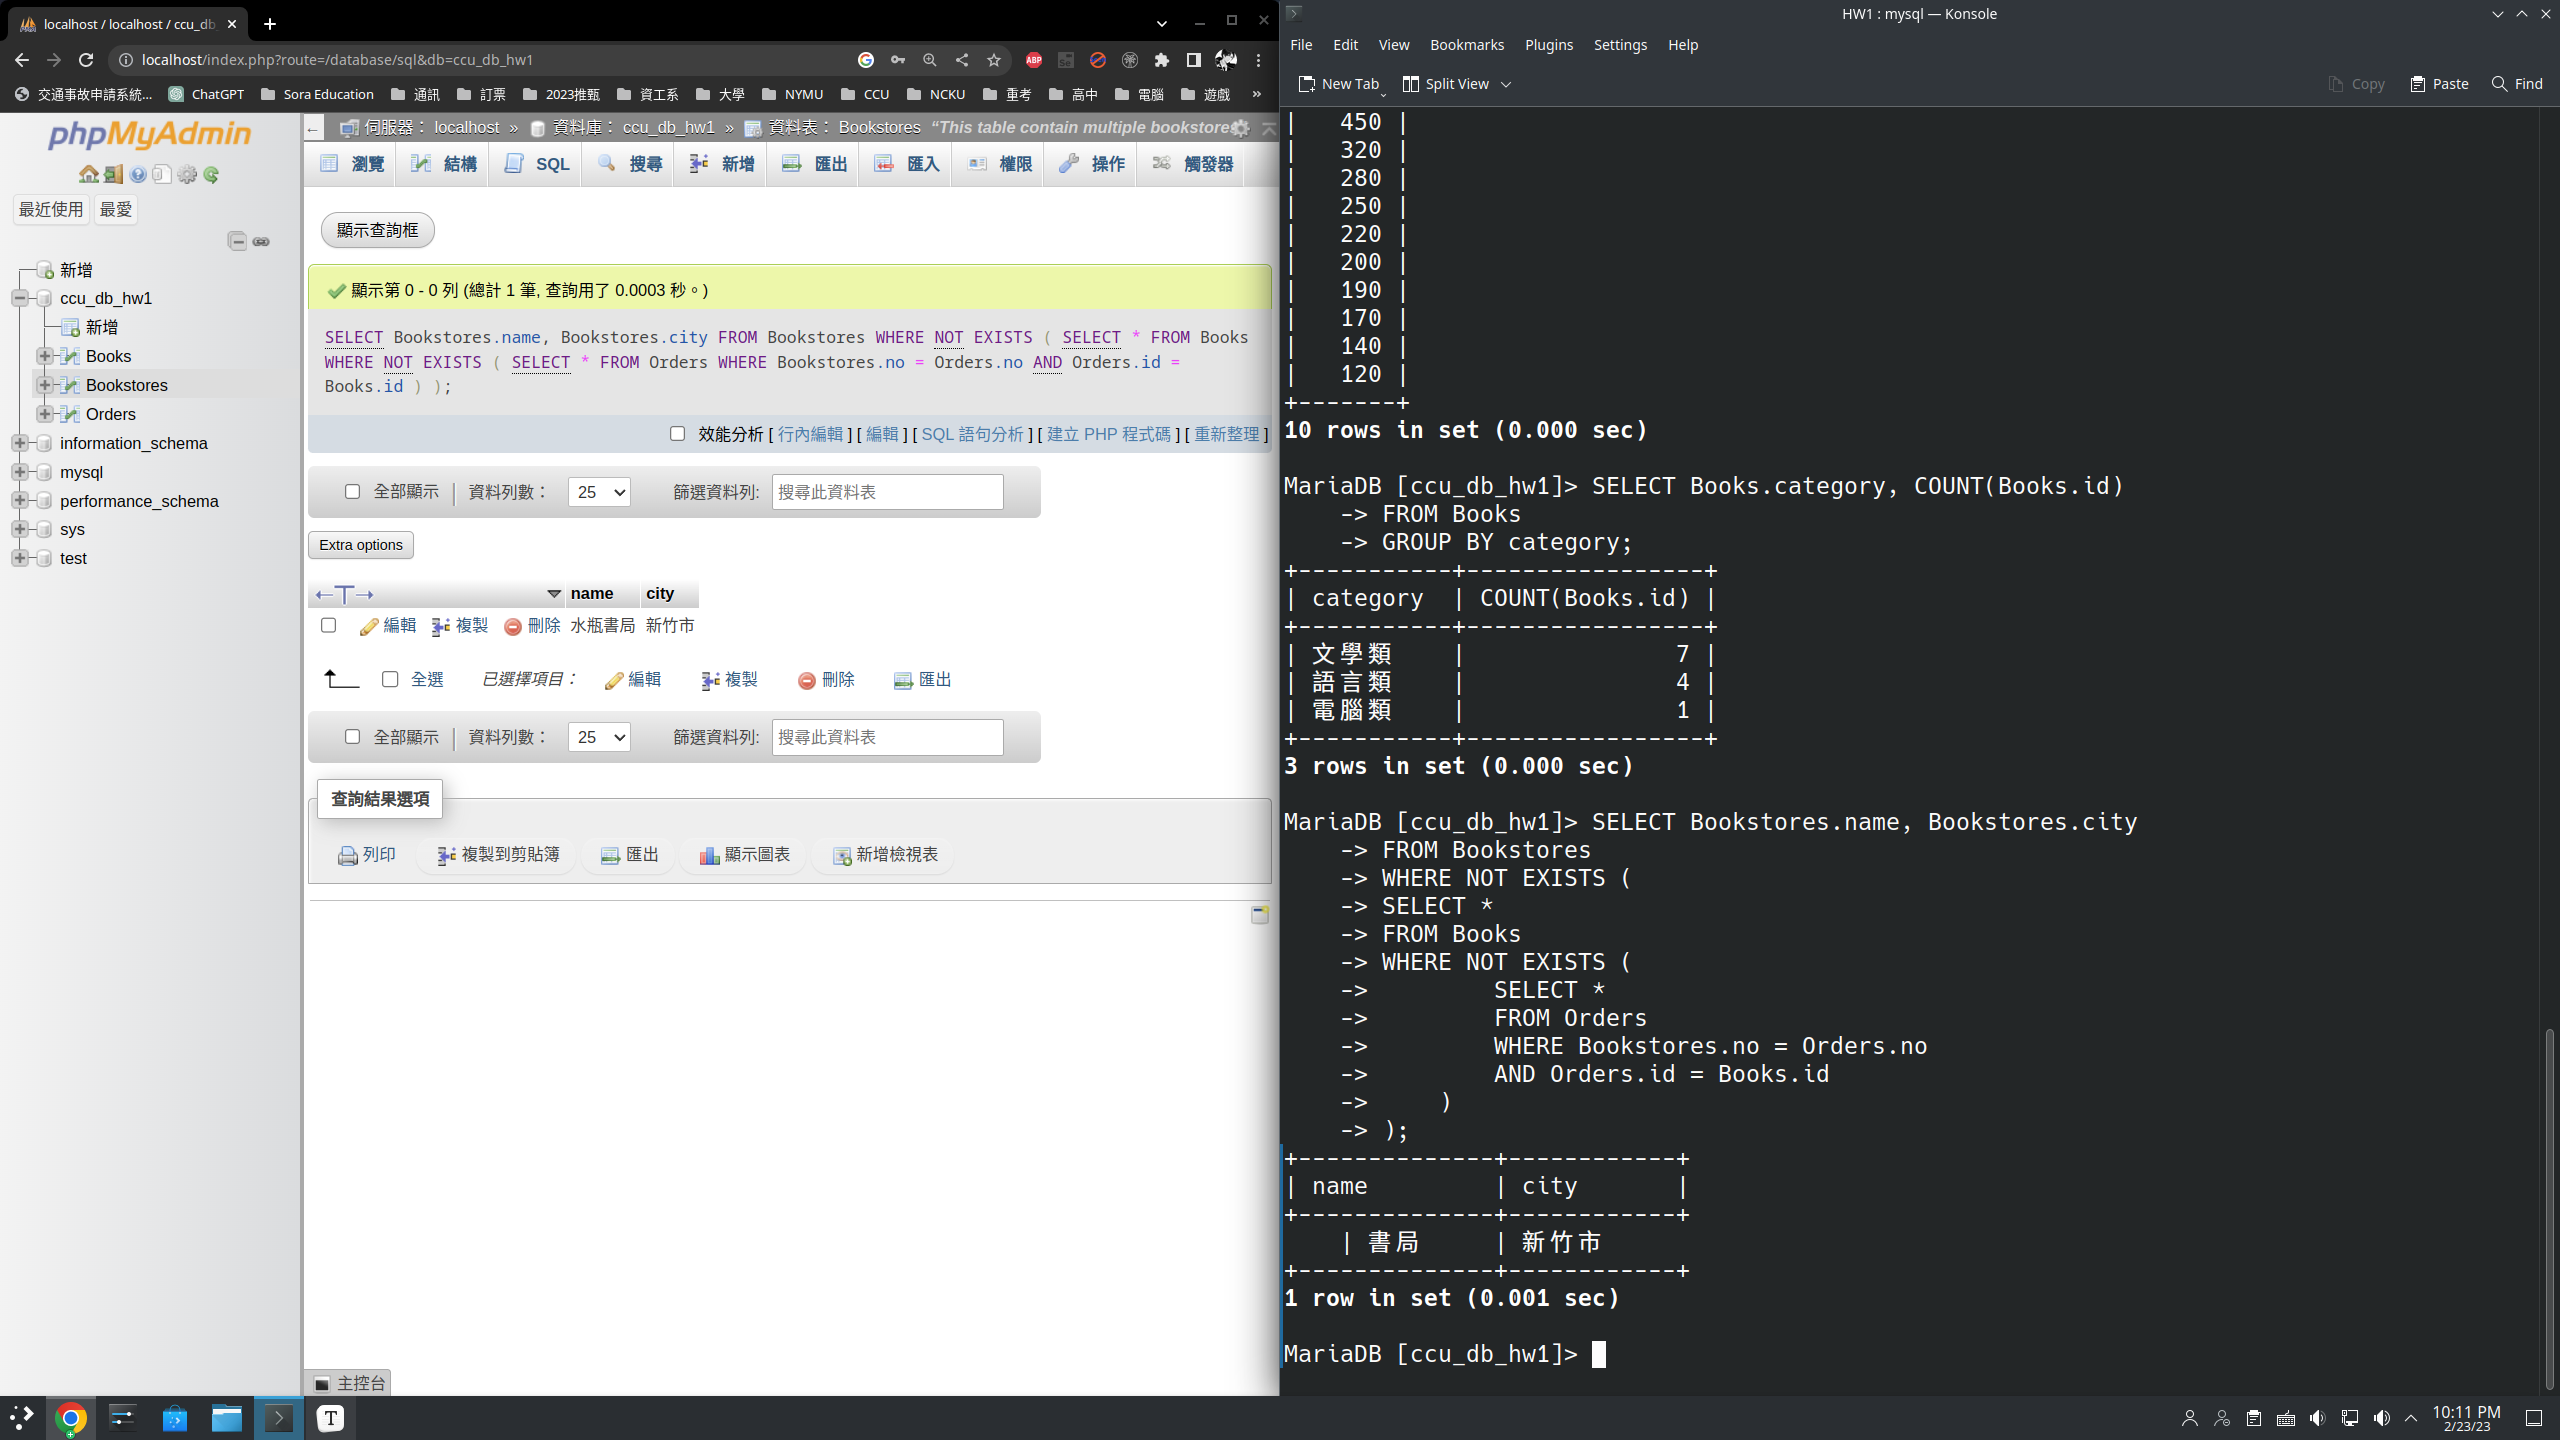 localhost / localhost / ccu_db_
localhost/index.php?route=/database/sql&db=ccu_db_hw1
交通事故申請系統... ChatGPT Sora Education 通訊 訂票 2023推甄 資工系 大學 NYMU CCU NCKU 重考 高中 電腦 遊戲 »
phpMyAdmin
最近使用 最愛
新增
ccu_db_hw1
新增
Books
Bookstores
Orders
information_schema
mysql
performance_schema
sys
test
伺服器： localhost » 資料庫： ccu_db_hw1 » 資料表： Bookstores “This table contain multiple bookstore
瀏覽 結構 SQL 搜尋 新增 匯出 匯入 權限 操作 觸發器
顯示查詢框
顯示第 0 - 0 列 (總計 1 筆, 查詢用了 0.0003 秒。)
SELECT Bookstores.name, Bookstores.city FROM Bookstores WHERE NOT EXISTS ( SELECT * FROM Books
WHERE NOT EXISTS ( SELECT * FROM Orders WHERE Bookstores.no = Orders.no AND Orders.id =
Books.id ) );
效能分析 [ 行內編輯 ] [ 編輯 ] [ SQL 語句分析 ] [ 建立 PHP 程式碼 ] [ 重新整理 ]
全部顯示 | 資料列數： 25 篩選資料列: 搜尋此資料表
Extra options
←T→ name city
編輯 複製 刪除 水瓶書局 新竹市
全選 已選擇項目： 編輯 複製 刪除 匯出
全部顯示 | 資料列數： 25 篩選資料列: 搜尋此資料表
查詢結果選項
列印 複製到剪貼簿 匯出 顯示圖表 新增檢視表
主控台
HW1 : mysql — Konsole
File Edit View Bookmarks Plugins Settings Help
New Tab Split View Copy Paste Find
|   450 |
|   320 |
|   280 |
|   250 |
|   220 |
|   200 |
|   190 |
|   170 |
|   140 |
|   120 |
+-------+
10 rows in set (0.000 sec)
MariaDB [ccu_db_hw1]> SELECT Books.category, COUNT(Books.id)
    -> FROM Books
    -> GROUP BY category;
+-----------+-----------------+
| category  | COUNT(Books.id) |
+-----------+-----------------+
| 文學類    |               7 |
| 語言類    |               4 |
| 電腦類    |               1 |
+-----------+-----------------+
3 rows in set (0.000 sec)
MariaDB [ccu_db_hw1]> SELECT Bookstores.name, Bookstores.city
    -> FROM Bookstores
    -> WHERE NOT EXISTS (
    -> SELECT *
    -> FROM Books
    -> WHERE NOT EXISTS (
    ->         SELECT *
    ->         FROM Orders
    ->         WHERE Bookstores.no = Orders.no
    ->         AND Orders.id = Books.id
    ->     )
    -> );
+--------------+------------+
| name         | city       |
+--------------+------------+
    | 書局     | 新竹市
+--------------+------------+
1 row in set (0.001 sec)
MariaDB [ccu_db_hw1]>
T
10:11 PM
2/23/23